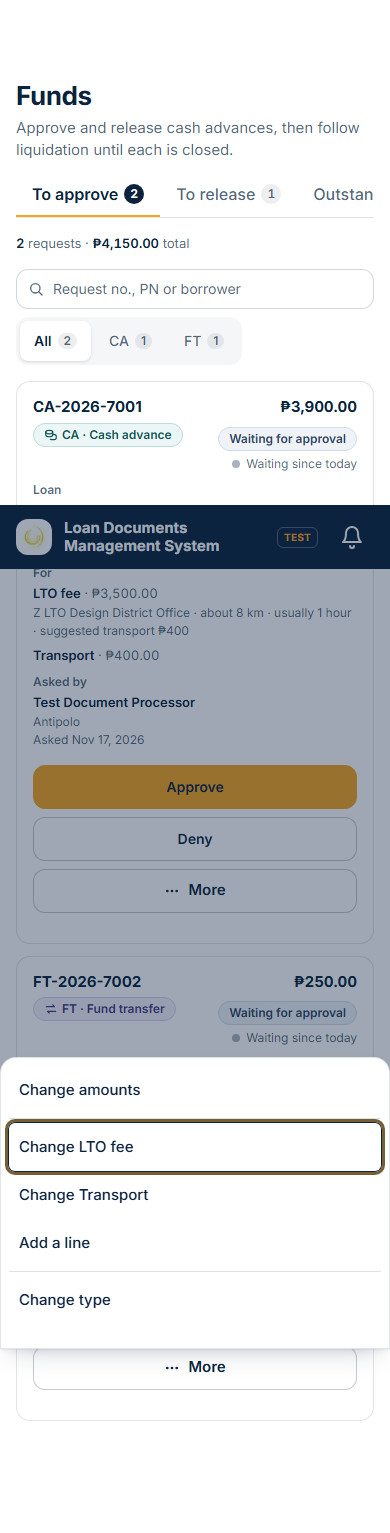 Funds
Approve and release cash advances, then follow
liquidation until each is closed.
To approve 2 To release 1 Outstan
2 requests · ₱4,150.00 total
Request no., PN or borrower
All 2 CA 1 FT 1
CA-2026-7001 ₱3,900.00
CA · Cash advance Waiting for approval
Waiting since today
Loan
Loan Documents
Management System
TEST
For
LTO fee · ₱3,500.00
Z LTO Design District Office · about 8 km · usually 1 hour
· suggested transport ₱400
Transport · ₱400.00
Asked by
Test Document Processor
Antipolo
Asked Nov 17, 2026
Approve
Deny
··· More
FT-2026-7002 ₱250.00
FT · Fund transfer Waiting for approval
Waiting since today
Change amounts
Change LTO fee
Change Transport
Add a line
Change type
··· More